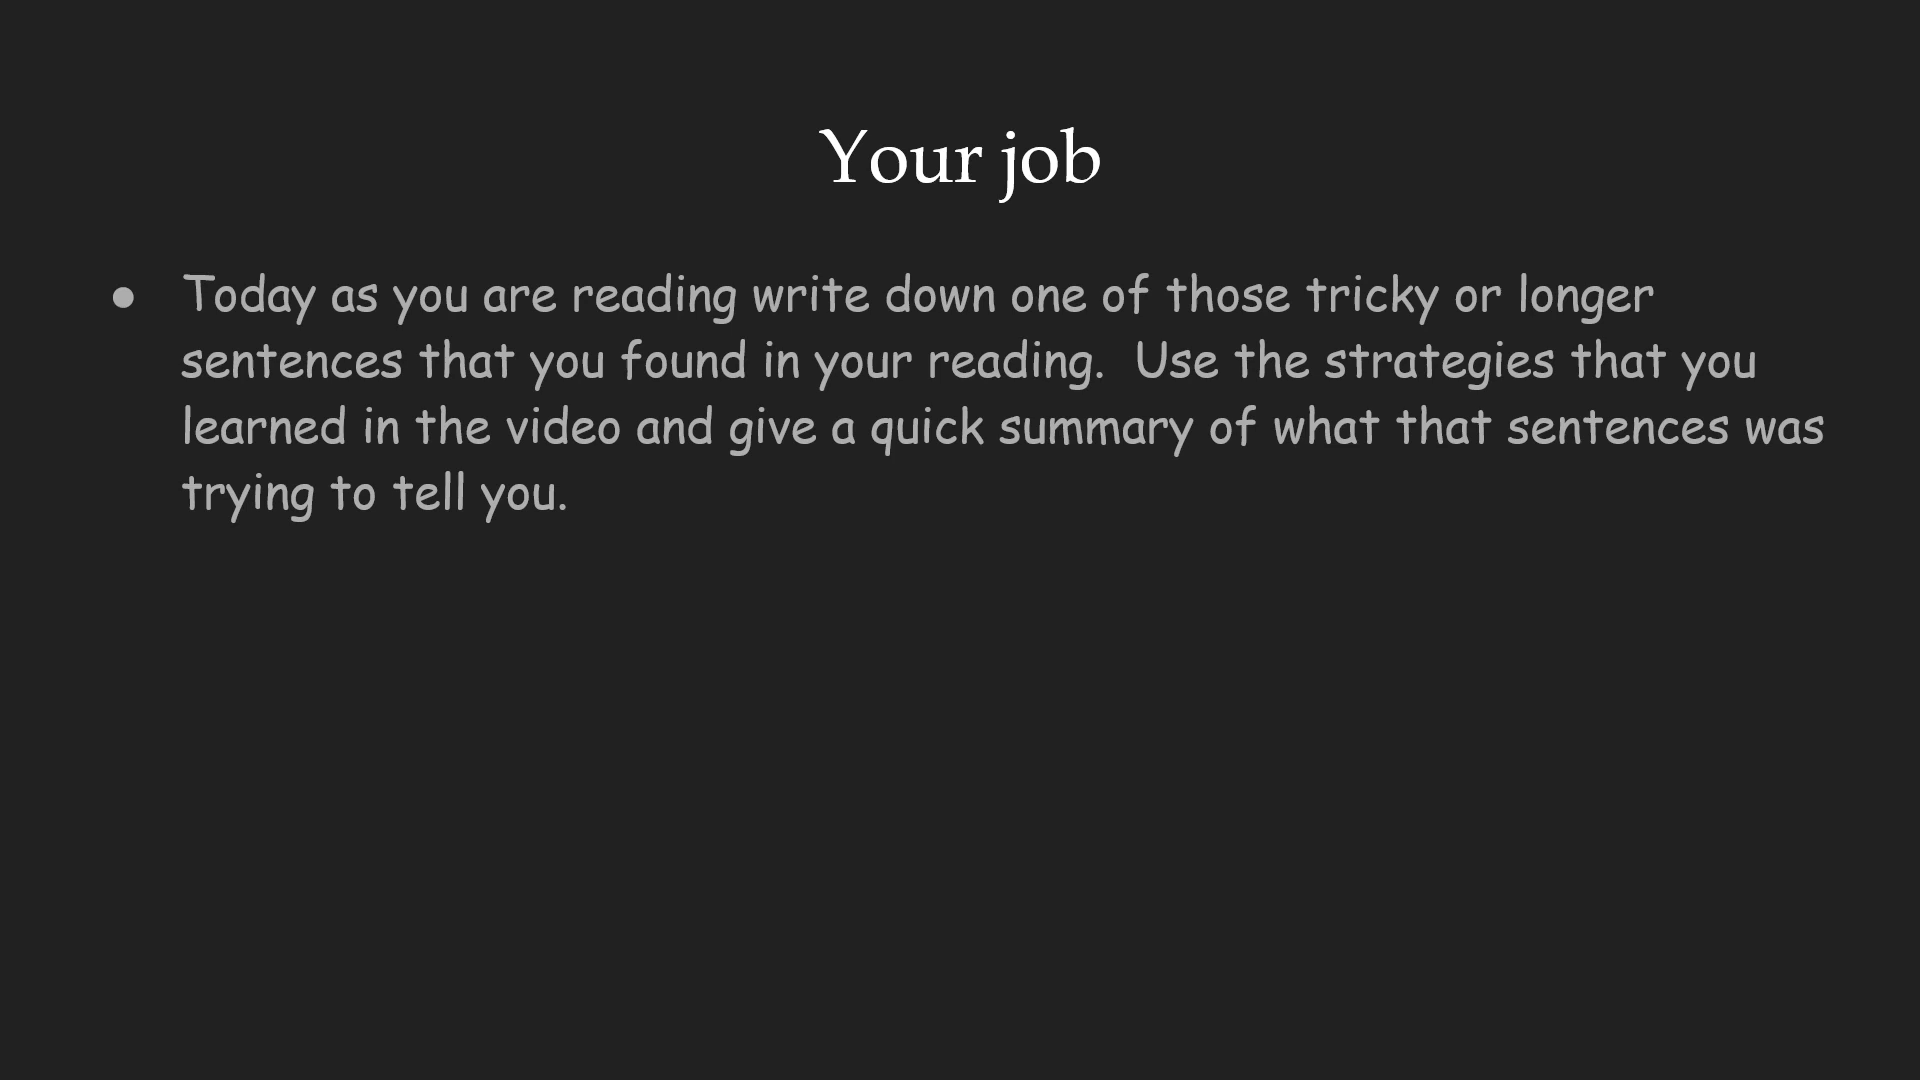 Your job
● Today as you are reading write down one of those tricky or longer
sentences that you found in your reading.  Use the strategies that you
learned in the video and give a quick summary of what that sentences was
trying to tell you.